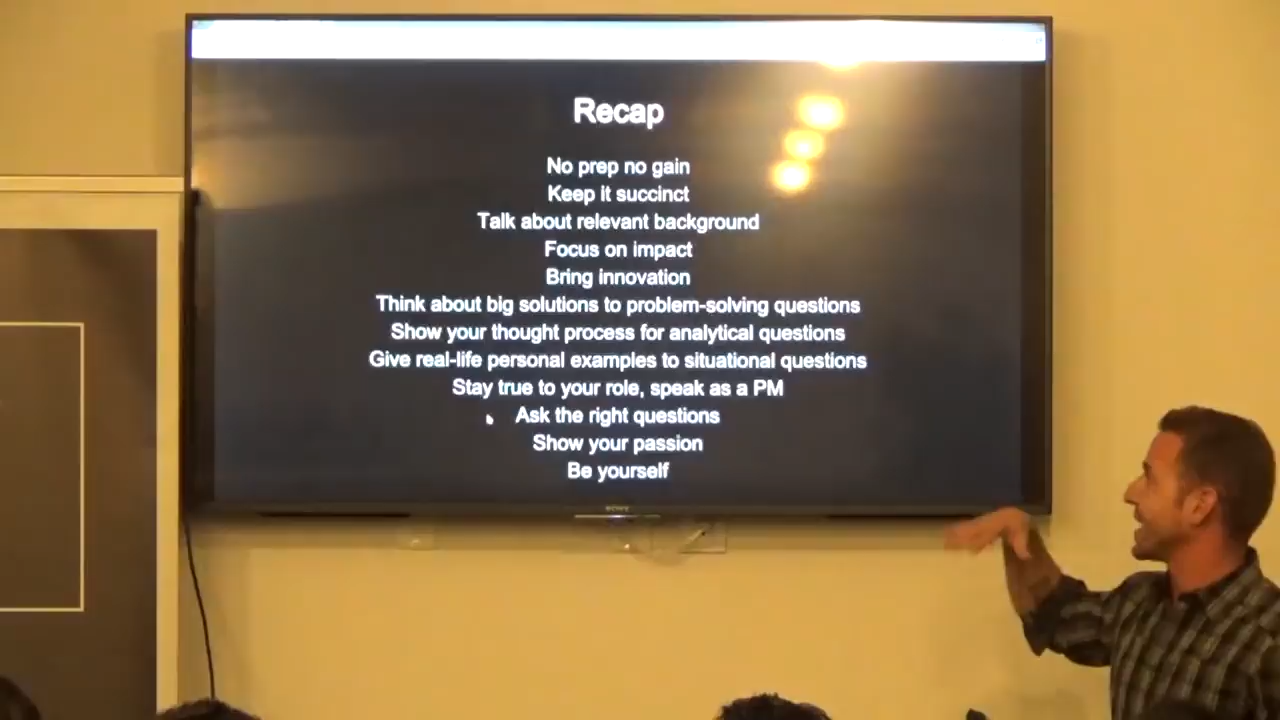 Recap
No prep no gain
Keep it succinct
Talk about relevant background
Focus on impact
Bring innovation
Think about big solutions to problem-solving questions
Show your thought process for analytical questions
Give real-life personal examples to situational questions
Stay true to your role, speak as a PM
Ask the right questions
Show your passion
Be yourself
SONY